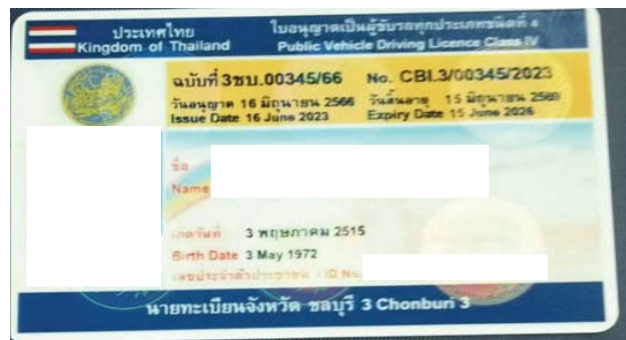 ประเทศไทย ใบอนุญาตเป็นผู้ขับรถทุกประเภทชนิดที่ ๔
Kingdom of Thailand Public Vehicle Driving Licence Class IV
ฉบับที่ 3ชบ.00345/66 No. CBI.3/00345/2023
วันอนุญาต 16 มิถุนายน 2566 วันสิ้นอายุ 15 มิถุนายน 2569
Issue Date 16 June 2023 Expiry Date 15 June 2026
ชื่อ
Name
เกิดวันที่ 3 พฤษภาคม 2515
Birth Date 3 May 1972
เลขประจำตัวประชาชน / ID No.
นายทะเบียนจังหวัด ชลบุรี 3 Chonburi 3